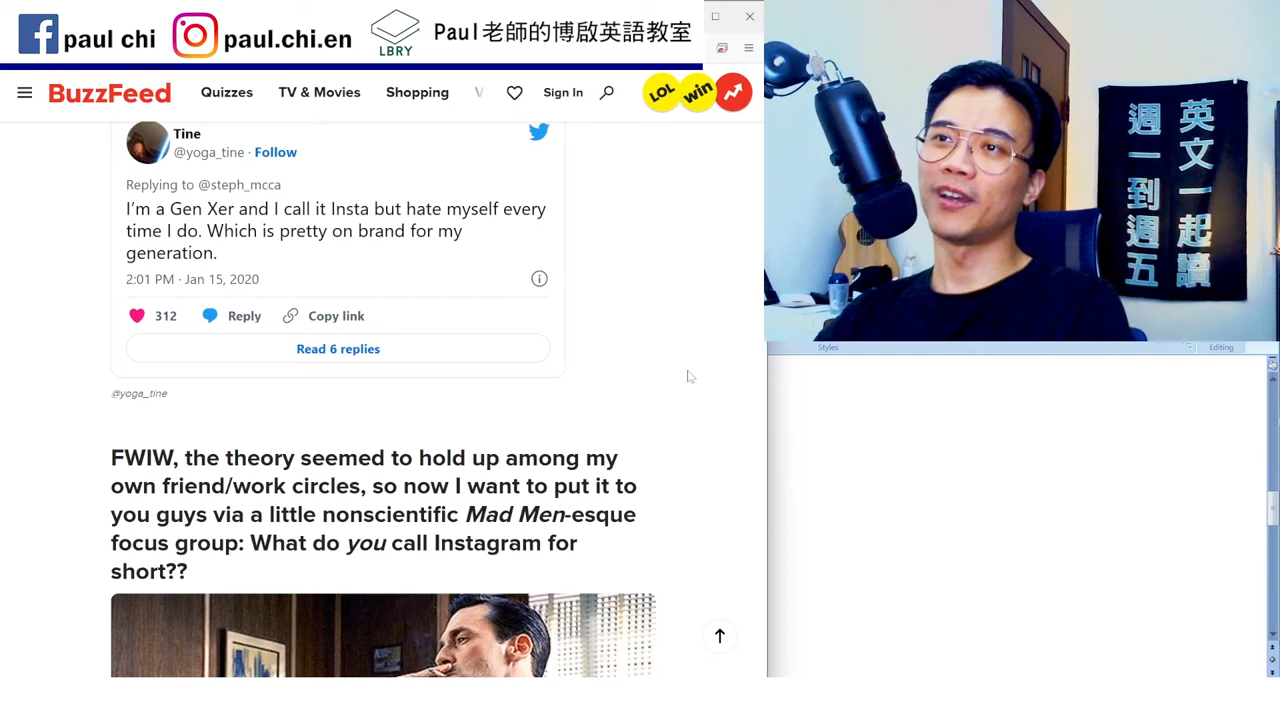 paul chi
paul.chi.en
LBRY
Paul老師的博啟英語教室
BuzzFeed
Quizzes
TV & Movies
Shopping
Sign In
LOL
win
Tine
@yoga_tine · Follow
Replying to @steph_mcca
I'm a Gen Xer and I call it Insta but hate myself every
time I do. Which is pretty on brand for my
generation.
2:01 PM · Jan 15, 2020
312
Reply
Copy link
Read 6 replies
@yoga_tine
FWIW, the theory seemed to hold up among my
own friend/work circles, so now I want to put it to
you guys via a little nonscientific Mad Men-esque
focus group: What do you call Instagram for
short??
英文一起讀
週一到週五
Styles
Editing